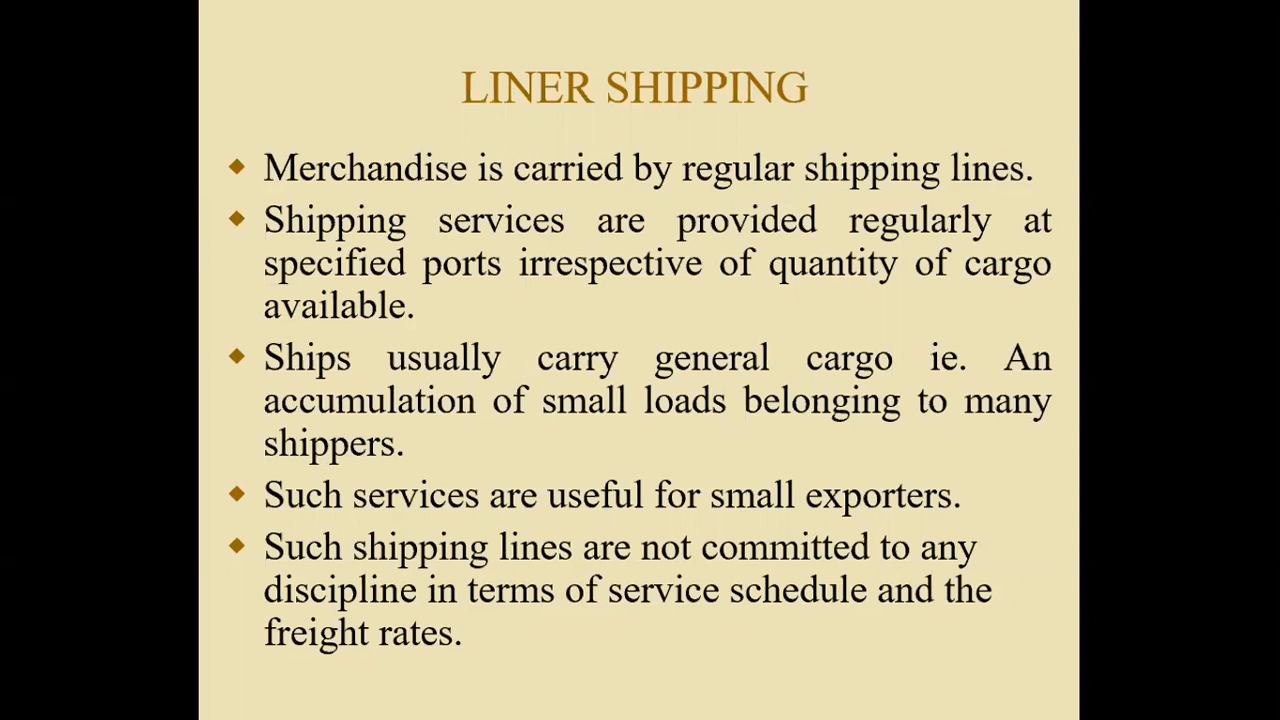 LINER SHIPPING
◆ Merchandise is carried by regular shipping lines.
◆ Shipping services are provided regularly at
specified ports irrespective of quantity of cargo
available.
◆ Ships usually carry general cargo ie. An
accumulation of small loads belonging to many
shippers.
◆ Such services are useful for small exporters.
◆ Such shipping lines are not committed to any
discipline in terms of service schedule and the
freight rates.